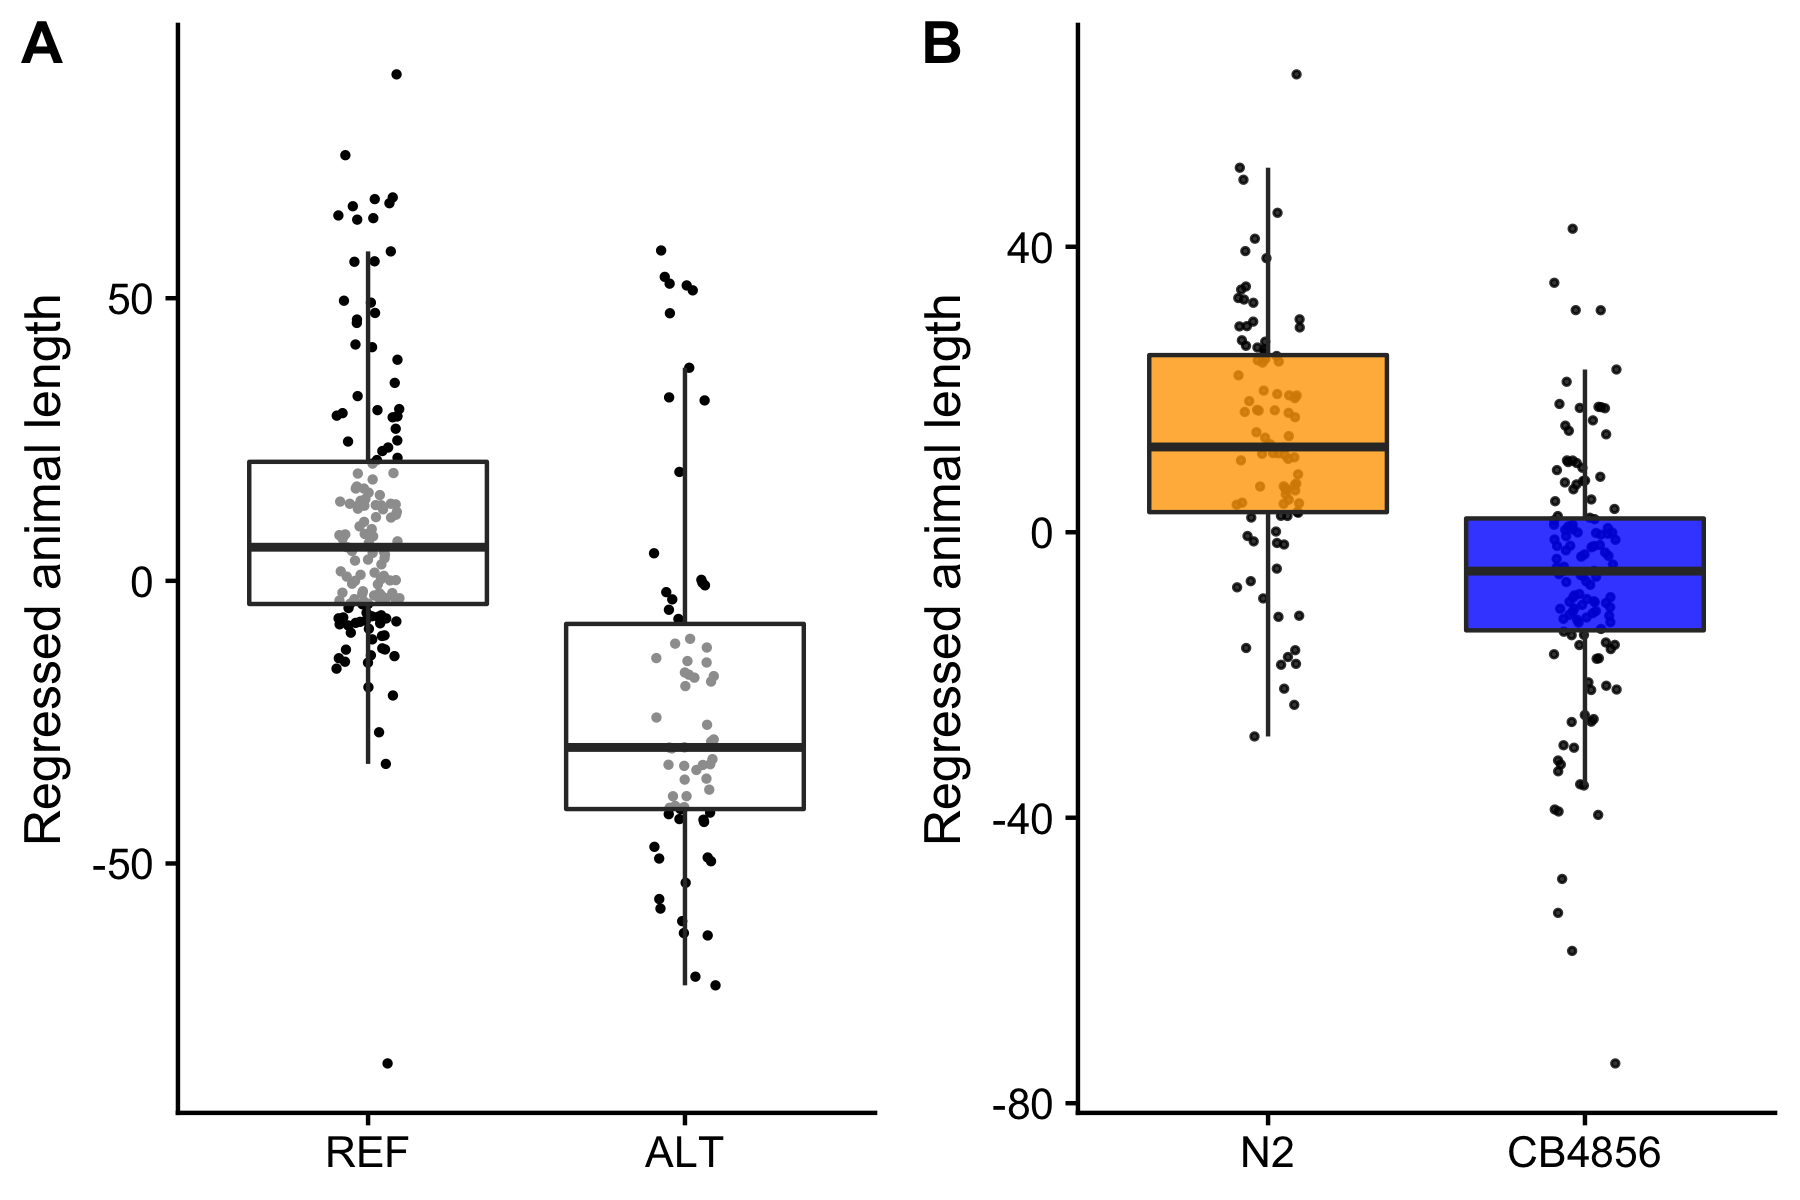 A
Regressed animal length
50
0
-50
REF
ALT
B
Regressed animal length
40
0
-40
-80
N2
CB4856